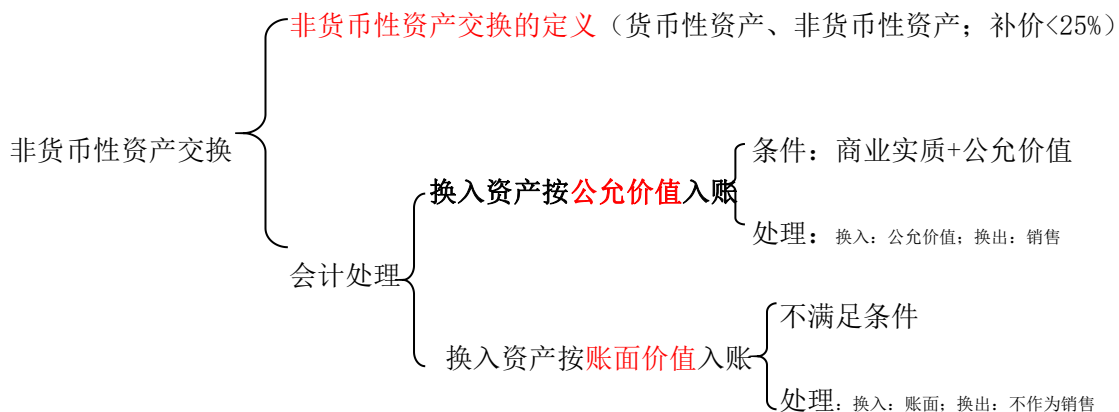 非货币性资产交换的定义（货币性资产、非货币性资产；补价<25%）
非货币性资产交换
条件：商业实质+公允价值
换入资产按公允价值入账
处理：换入：公允价值；换出：销售
会计处理
不满足条件
换入资产按账面价值入账
处理：换入：账面；换出：不作为销售